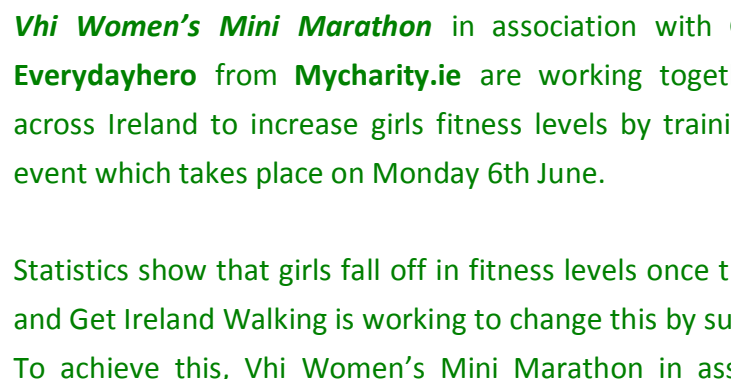 Vhi Women’s Mini Marathon in association with
Everydayhero from Mycharity.ie are working toget
across Ireland to increase girls fitness levels by traini
event which takes place on Monday 6th June.
Statistics show that girls fall off in fitness levels once t
and Get Ireland Walking is working to change this by su
To achieve this, Vhi Women’s Mini Marathon in ass